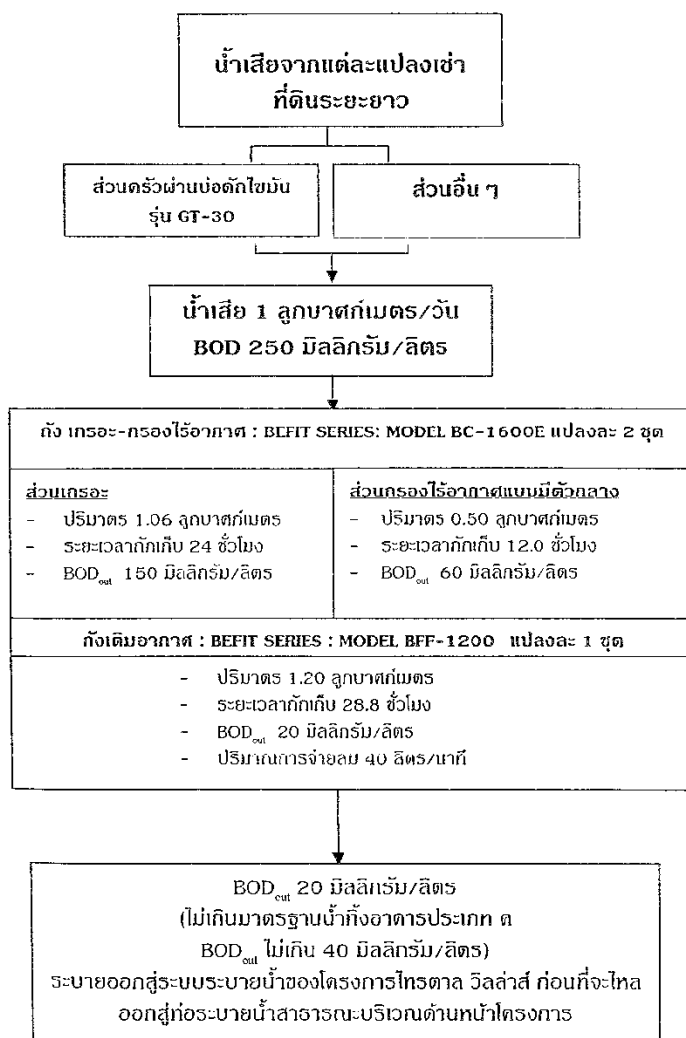 น้ำเสียจากแต่ละแปลงเช่า
ที่ดินระยะยาว
ส่วนครัวผ่านบ่อดักไขมัน
รุ่น GT-30
ส่วนอื่น ๆ
น้ำเสีย 1 ลูกบาศก์เมตร/วัน
BOD 250 มิลลิกรัม/ลิตร
ถัง เกรอะ-กรองไร้อากาศ : BEFIT SERIES: MODEL BC-1600E แปลงละ 2 ชุด
ส่วนเกรอะ
- ปริมาตร 1.06 ลูกบาศก์เมตร
- ระยะเวลากักเก็บ 24 ชั่วโมง
- BODout 150 มิลลิกรัม/ลิตร
ส่วนกรองไร้อากาศแบบมีตัวกลาง
- ปริมาตร 0.50 ลูกบาศก์เมตร
- ระยะเวลากักเก็บ 12.0 ชั่วโมง
- BODout 60 มิลลิกรัม/ลิตร
ถังเติมอากาศ : BEFIT SERIES : MODEL BFF-1200 แปลงละ 1 ชุด
- ปริมาตร 1.20 ลูกบาศก์เมตร
- ระยะเวลากักเก็บ 28.8 ชั่วโมง
- BODout 20 มิลลิกรัม/ลิตร
- ปริมาณการจ่ายลม 40 ลิตร/นาที
BODout 20 มิลลิกรัม/ลิตร
(ไม่เกินมาตรฐานน้ำทิ้งอาคารประเภท ค
BODout ไม่เกิน 40 มิลลิกรัม/ลิตร)
ระบายออกสู่ระบบระบายน้ำของโครงการไทรตาล วิลล่าส์ ก่อนที่จะไหล
ออกสู่ท่อระบายน้ำสาธารณะบริเวณด้านหน้าโครงการ